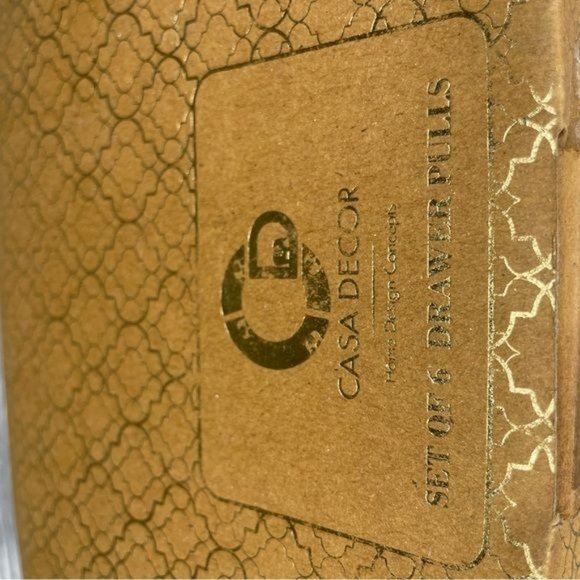 CASA DECOR
Home Design Concepts
SET OF 6 DRAWER PULLS